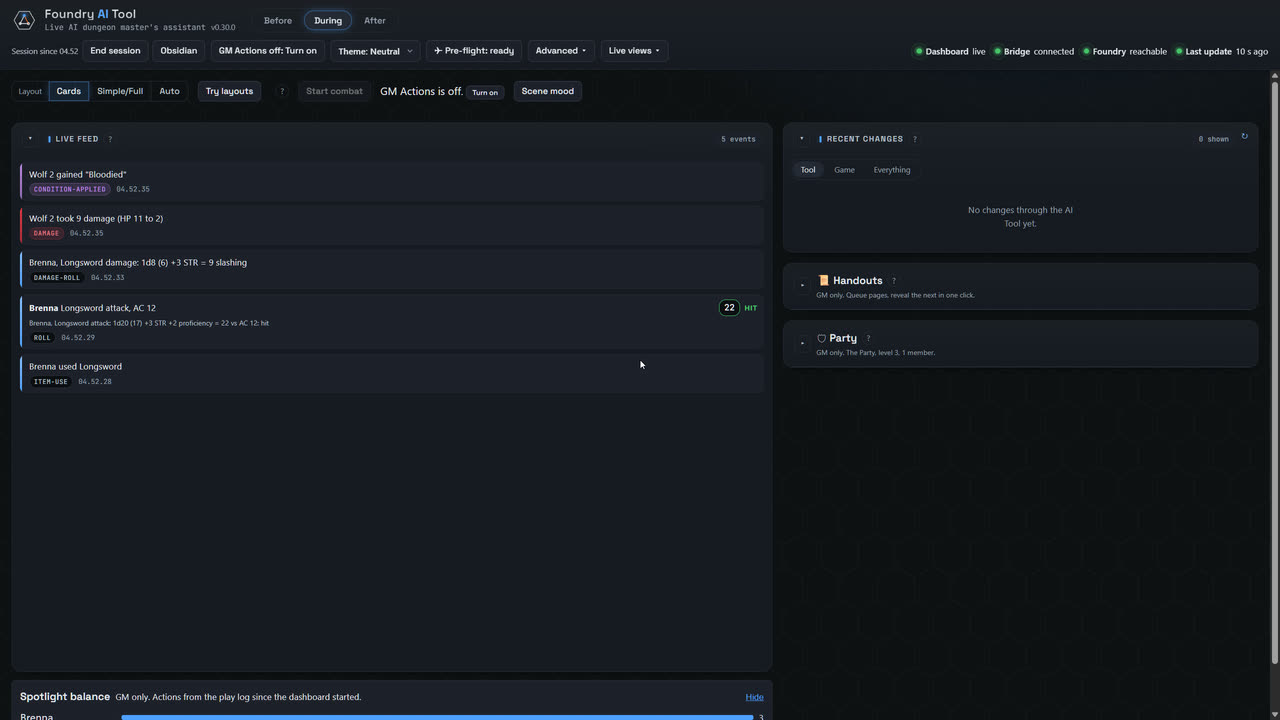 Foundry AI Tool
Live AI dungeon master's assistant v0.30.0
Before During After
Session since 04.52 End session Obsidian GM Actions off: Turn on Theme: Neutral Pre-flight: ready Advanced Live views Dashboard live Bridge connected Foundry reachable Last update 10 s ago
Layout Cards Simple/Full Auto Try layouts ? Start combat GM Actions is off. Turn on Scene mood
LIVE FEED ? 5 events
Wolf 2 gained "Bloodied"
CONDITION-APPLIED 04.52.35
Wolf 2 took 9 damage (HP 11 to 2)
DAMAGE 04.52.35
Brenna, Longsword damage: 1d8 (6) +3 STR = 9 slashing
DAMAGE-ROLL 04.52.33
Brenna Longsword attack, AC 12 22 HIT
Brenna, Longsword attack: 1d20 (17) +3 STR +2 proficiency = 22 vs AC 12: hit
ROLL 04.52.29
Brenna used Longsword
ITEM-USE 04.52.28
RECENT CHANGES ? 0 shown
Tool Game Everything
No changes through the AI
Tool yet.
Handouts ?
GM only. Queue pages, reveal the next in one click.
Party ?
GM only. The Party, level 3, 1 member.
Spotlight balance GM only. Actions from the play log since the dashboard started. Hide
Brenna 3